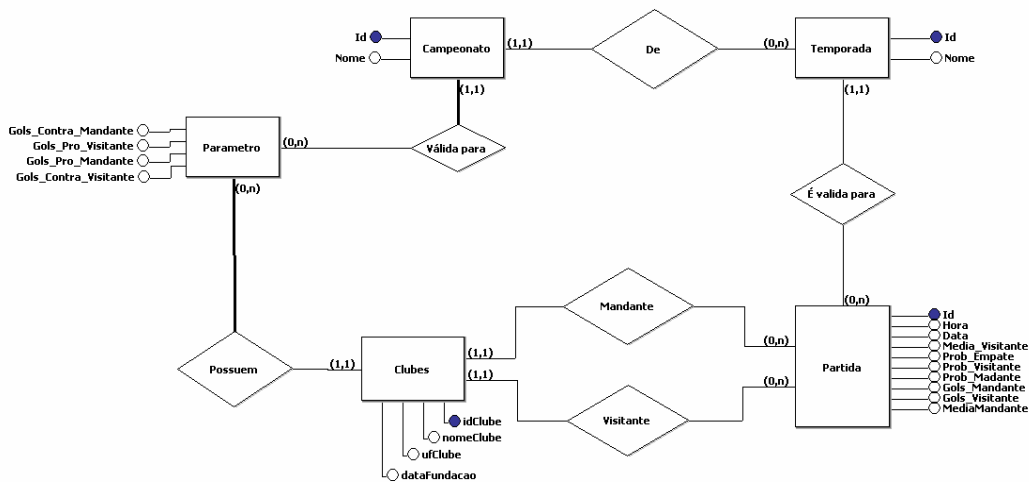 Id
Nome
Campeonato
(1,1)
De
(0,n)
Temporada
Id
Nome
(1,1)
(1,1)
Gols_Contra_Mandante
Gols_Pro_Visitante
Gols_Pro_Mandante
Gols_Contra_Visitante
Parametro
(0,n)
Válida para
(0,n)
É valida para
(0,n)
Mandante
(1,1)
(0,n)
Possuem
(1,1)
Clubes
(1,1)
(0,n)
Visitante
Partida
Id
Hora
Data
Media_Visitante
Prob_Empate
Prob_Visitante
Prob_Madante
Gols_Mandante
Gols_Visitante
MediaMandante
idClube
nomeClube
ufClube
dataFundacao